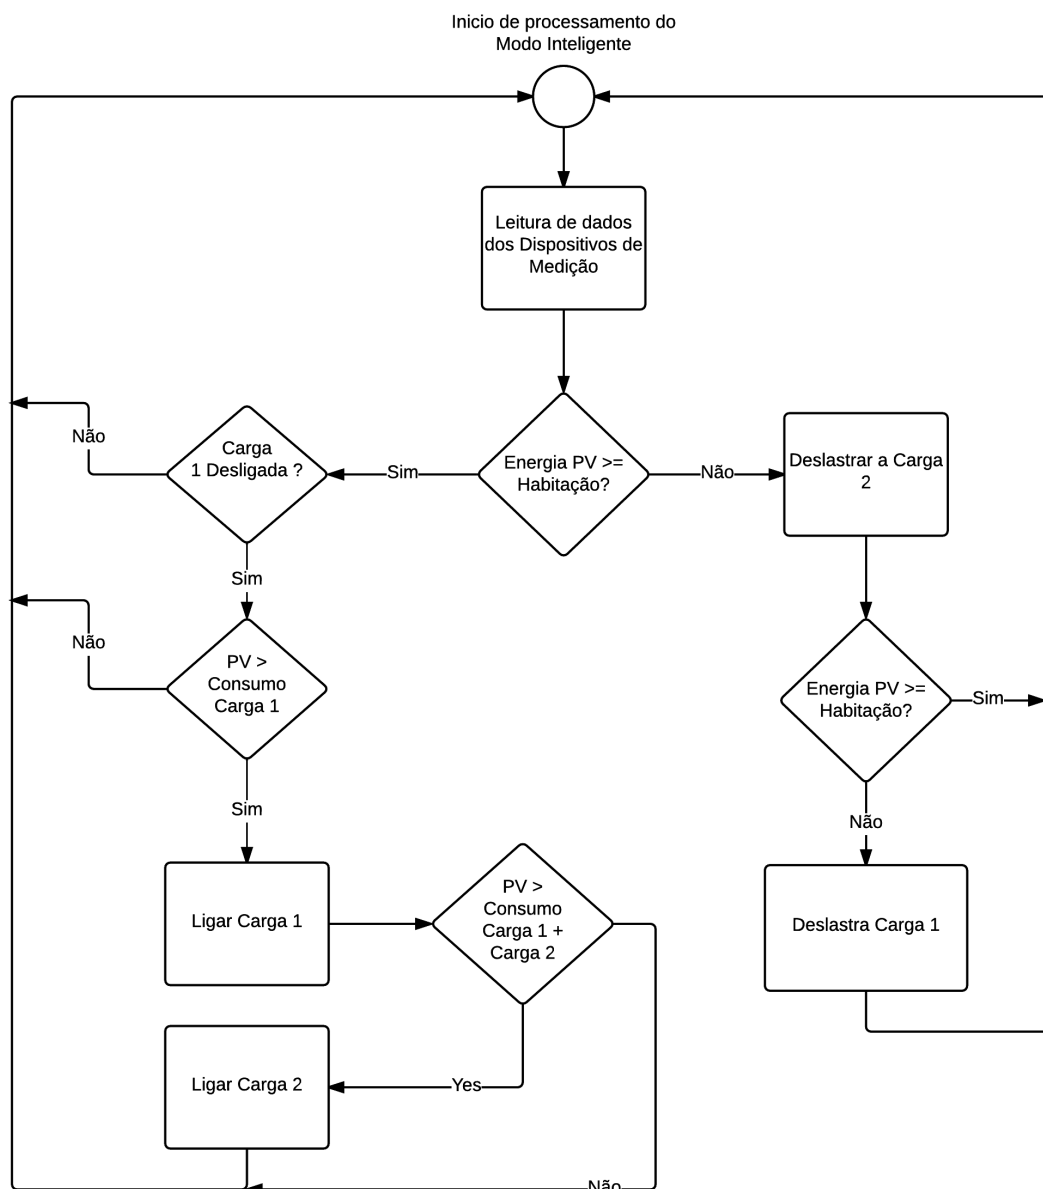 Inicio de processamento do
Modo Inteligente
Leitura de dados
dos Dispositivos de
Medição
Não
Carga
1 Desligada ?
Sim
Energia PV >=
Habitação?
Não
Deslastrar a Carga
2
Sim
Não
PV >
Consumo
Carga 1
Energia PV >=
Habitação?
Sim
Sim
Não
Ligar Carga 1
PV >
Consumo
Carga 1 +
Carga 2
Deslastra Carga 1
Ligar Carga 2
Yes
Não